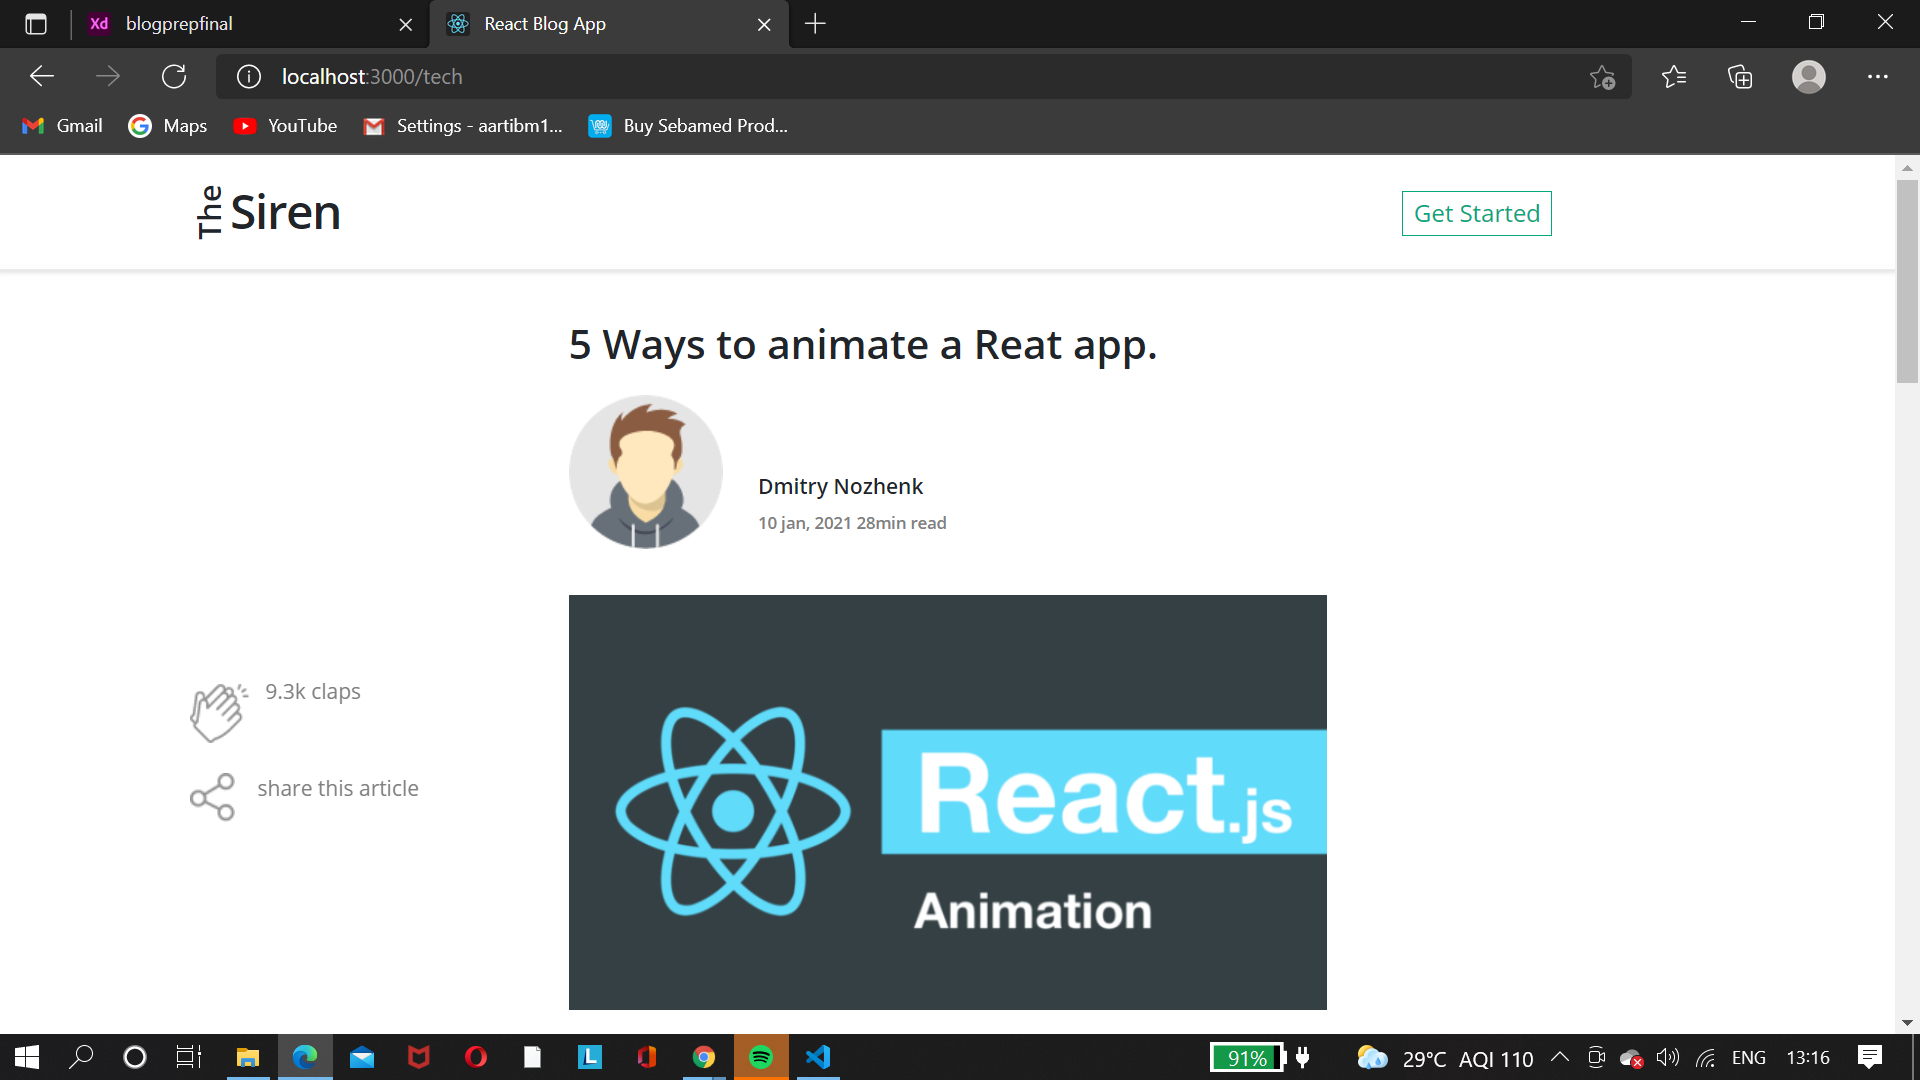 Xd blogprepfinal React Blog App
localhost:3000/tech
Gmail Maps YouTube Settings - aartibm1... Buy Sebamed Prod...
The Siren Get Started
5 Ways to animate a Reat app.
Dmitry Nozhenk
10 jan, 2021 28min read
9.3k claps
share this article
React.js
Animation
L 91% 29°C AQI 110 ENG 13:16